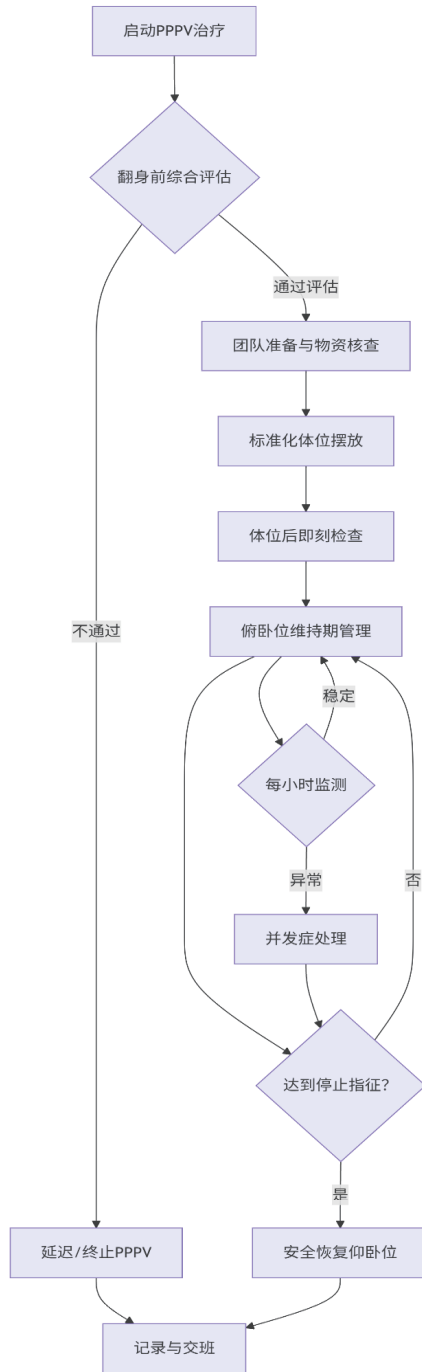 启动PPPV治疗
翻身前综合评估
通过评估
团队准备与物资核查
标准化体位摆放
体位后即刻检查
不通过
俯卧位维持期管理
稳定
每小时监测
异常
否
并发症处理
达到停止指征?
是
延迟/终止PPPV
安全恢复仰卧位
记录与交班